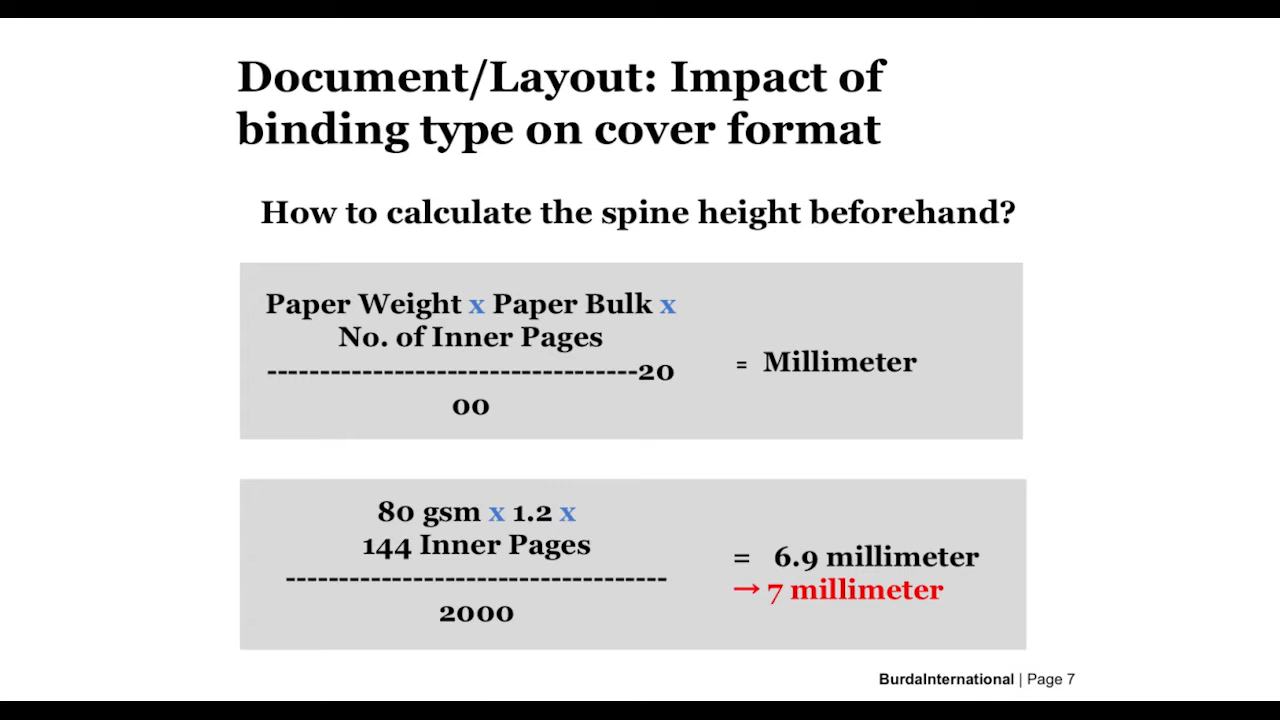 Document/Layout: Impact of
binding type on cover format
How to calculate the spine height beforehand?
Paper Weight x Paper Bulk x
No. of Inner Pages
-----------------------------------20
00
= Millimeter
80 gsm x 1.2 x
144 Inner Pages
------------------------------------
2000
= 6.9 millimeter
→ 7 millimeter
BurdaInternational | Page 7